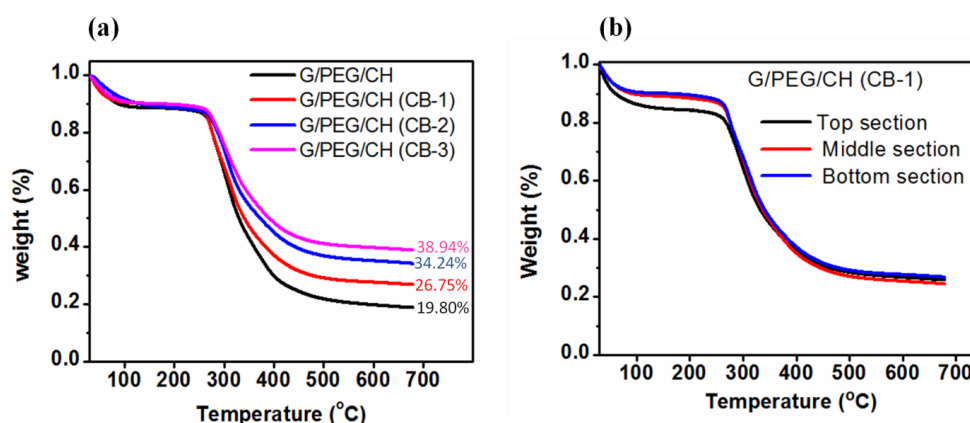 (a)
weight (%)
1.0
0.8
0.6
0.4
0.2
0.0
G/PEG/CH
G/PEG/CH (CB-1)
G/PEG/CH (CB-2)
G/PEG/CH (CB-3)
38.94%
34.24%
26.75%
19.80%
100 200 300 400 500 600 700
Temperature (°C)
(b)
Weight (%)
1.0
0.8
0.6
0.4
0.2
0.0
G/PEG/CH (CB-1)
Top section
Middle section
Bottom section
100 200 300 400 500 600 700
Temperature (°C)